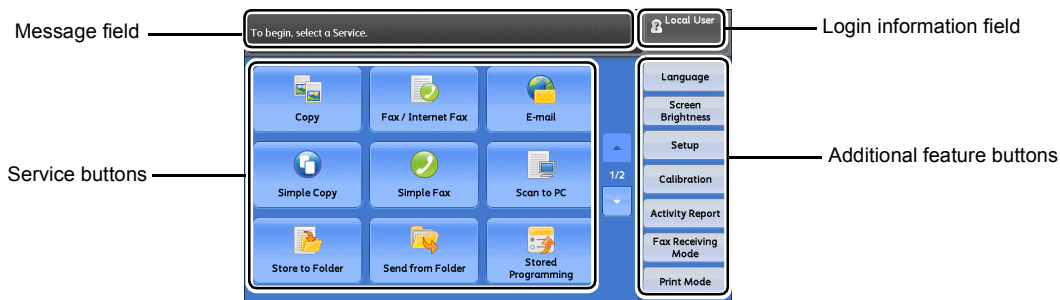 Message field
To begin, select a Service.
Local User
Login information field
Service buttons
Copy
Fax / Internet Fax
E-mail
Simple Copy
Simple Fax
Scan to PC
Store to Folder
Send from Folder
Stored
Programming
1/2
Language
Screen
Brightness
Setup
Calibration
Activity Report
Fax Receiving
Mode
Print Mode
Additional feature buttons